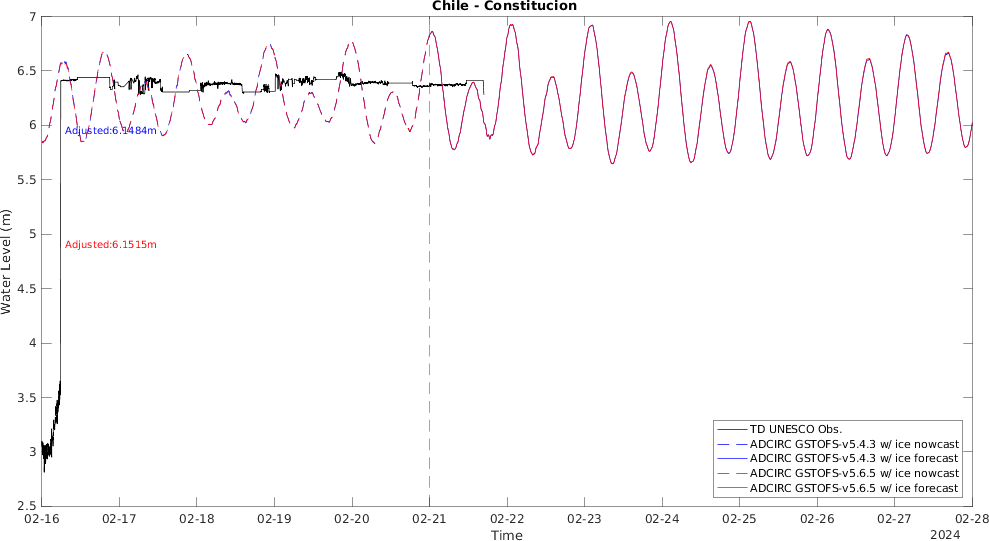 Chile - Constitucion
7
6.5
6
5.5
5
4.5
4
3.5
3
2.5
Water Level (m)
Adjusted:6.1484m
Adjusted:6.1515m
TD UNESCO Obs.
ADCIRC GSTOFS-v5.4.3 w/ ice nowcast
ADCIRC GSTOFS-v5.4.3 w/ ice forecast
ADCIRC GSTOFS-v5.6.5 w/ ice nowcast
ADCIRC GSTOFS-v5.6.5 w/ ice forecast
02-16 02-17 02-18 02-19 02-20 02-21 02-22 02-23 02-24 02-25 02-26 02-27 02-28
Time
2024